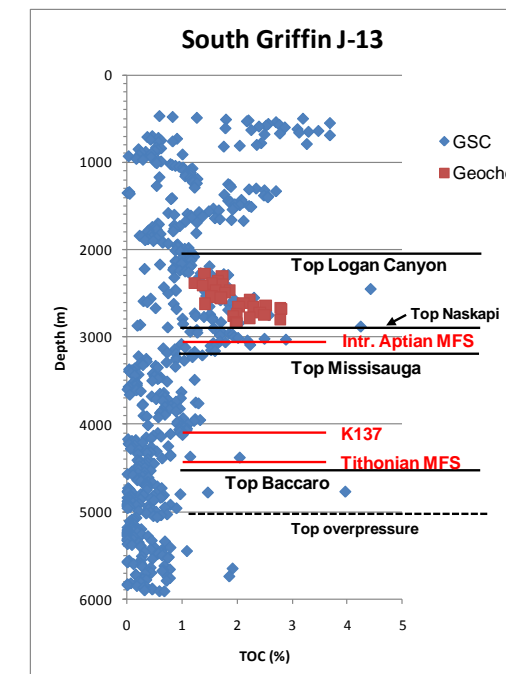 South Griffin J-13
0
GSC
1000
Geoche
2000
Top Logan Canyon
Top Naskapi
3000
Intr. Aptian MFS
Top Missisauga
Depth (m)
4000
K137
Tithonian MFS
Top Baccaro
5000
Top overpressure
6000
0 1 2 3 4 5
TOC (%)